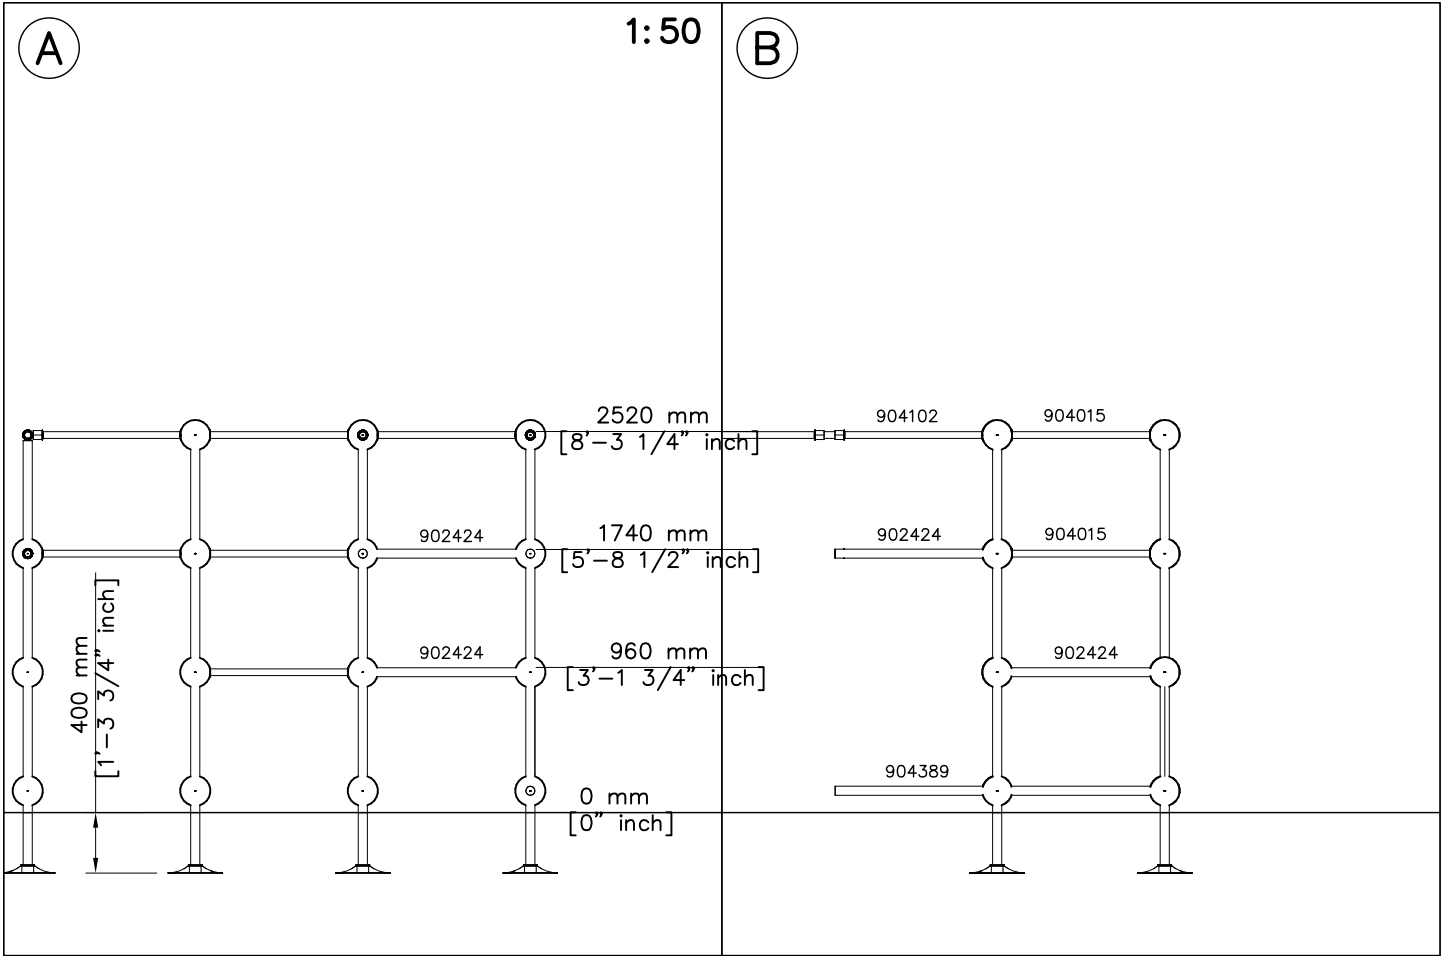 A
1:50
B
2520 mm
[8'-3 1/4" inch]
904102
904015
902424
1740 mm
[5'-8 1/2" inch]
902424
904015
902424
960 mm
[3'-1 3/4" inch]
902424
400 mm
[1'-3 3/4" inch]
904389
0 mm
[0" inch]